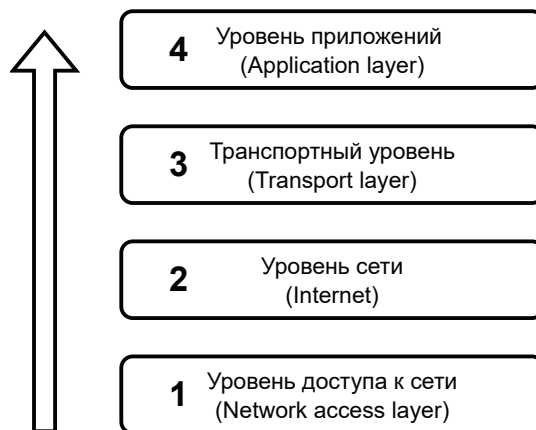 4 Уровень приложений
(Application layer)
3 Транспортный уровень
(Transport layer)
2 Уровень сети
(Internet)
1 Уровень доступа к сети
(Network access layer)